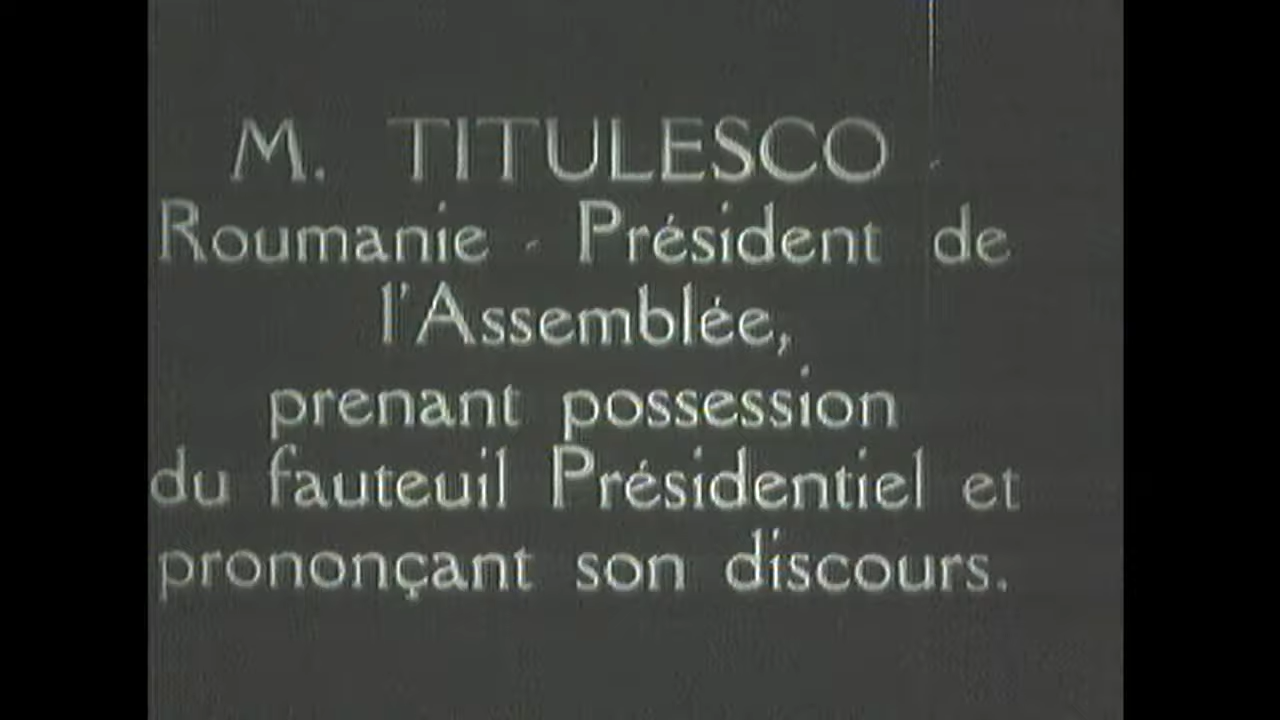 M. TITULESCO
Roumanie - Président de
l'Assemblée,
prenant possession
du fauteuil Présidentiel et
prononçant son discours.